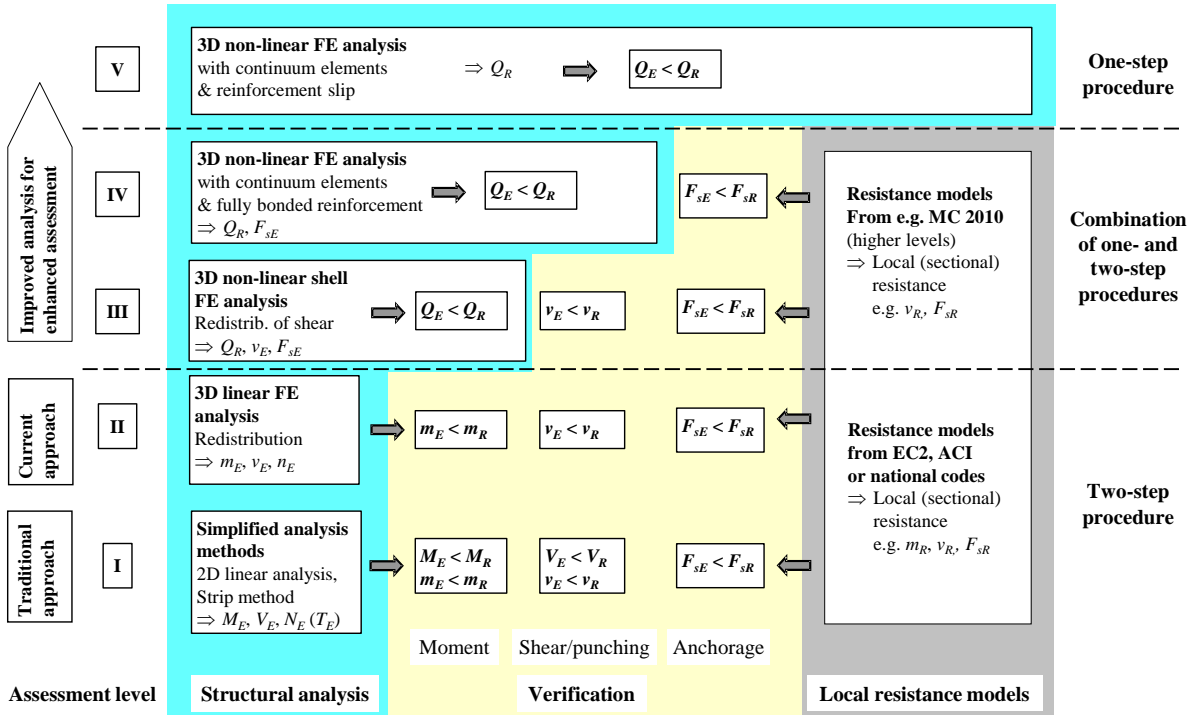 V
3D non-linear FE analysis
with continuum elements
& reinforcement slip
⇒ Q_R
Q_E < Q_R
One-step
procedure
Improved analysis for
enhanced assessment
IV
3D non-linear FE analysis
with continuum elements
& fully bonded reinforcement
⇒ Q_R, F_sE
Q_E < Q_R
F_sE < F_sR
Resistance models
From e.g. MC 2010
(higher levels)
⇒ Local (sectional)
resistance
e.g. v_R, F_sR
Combination
of one- and
two-step
procedures
III
3D non-linear shell
FE analysis
Redistrib. of shear
⇒ Q_R, v_E, F_sE
Q_E < Q_R
v_E < v_R
F_sE < F_sR
Current
approach
II
3D linear FE
analysis
Redistribution
⇒ m_E, v_E, n_E
m_E < m_R
v_E < v_R
F_sE < F_sR
Resistance models
from EC2, ACI
or national codes
⇒ Local (sectional)
resistance
e.g. m_R, v_R,, F_sR
Two-step
procedure
Traditional
approach
I
Simplified analysis
methods
2D linear analysis,
Strip method
⇒ M_E, V_E, N_E (T_E)
M_E < M_R
m_E < m_R
V_E < V_R
v_E < v_R
F_sE < F_sR
Moment
Shear/punching
Anchorage
Assessment level
Structural analysis
Verification
Local resistance models